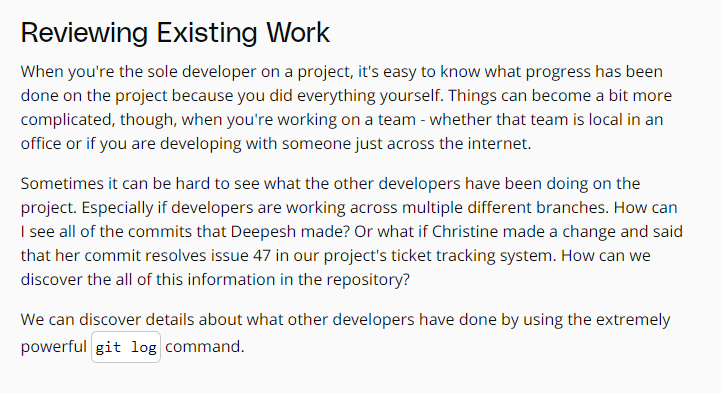 Reviewing Existing Work
When you're the sole developer on a project, it's easy to know what progress has been
done on the project because you did everything yourself. Things can become a bit more
complicated, though, when you're working on a team - whether that team is local in an
office or if you are developing with someone just across the internet.
Sometimes it can be hard to see what the other developers have been doing on the
project. Especially if developers are working across multiple different branches. How can
I see all of the commits that Deepesh made? Or what if Christine made a change and said
that her commit resolves issue 47 in our project's ticket tracking system. How can we
discover the all of this information in the repository?
We can discover details about what other developers have done by using the extremely
powerful git log command.